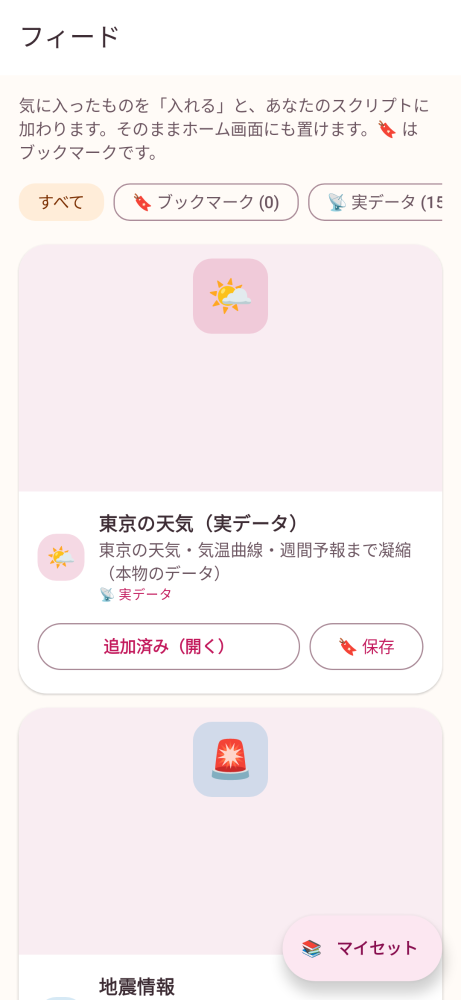 フィード
気に入ったものを「入れる」と、あなたのスクリプトに
加わります。そのままホーム画面にも置けます。🔖 は
ブックマークです。
すべて
🔖 ブックマーク (0)
📡 実データ (15
東京の天気（実データ）
東京の天気・気温曲線・週間予報まで凝縮
（本物のデータ）
📡 実データ
追加済み（開く）
🔖 保存
地震情報
📚 マイセット